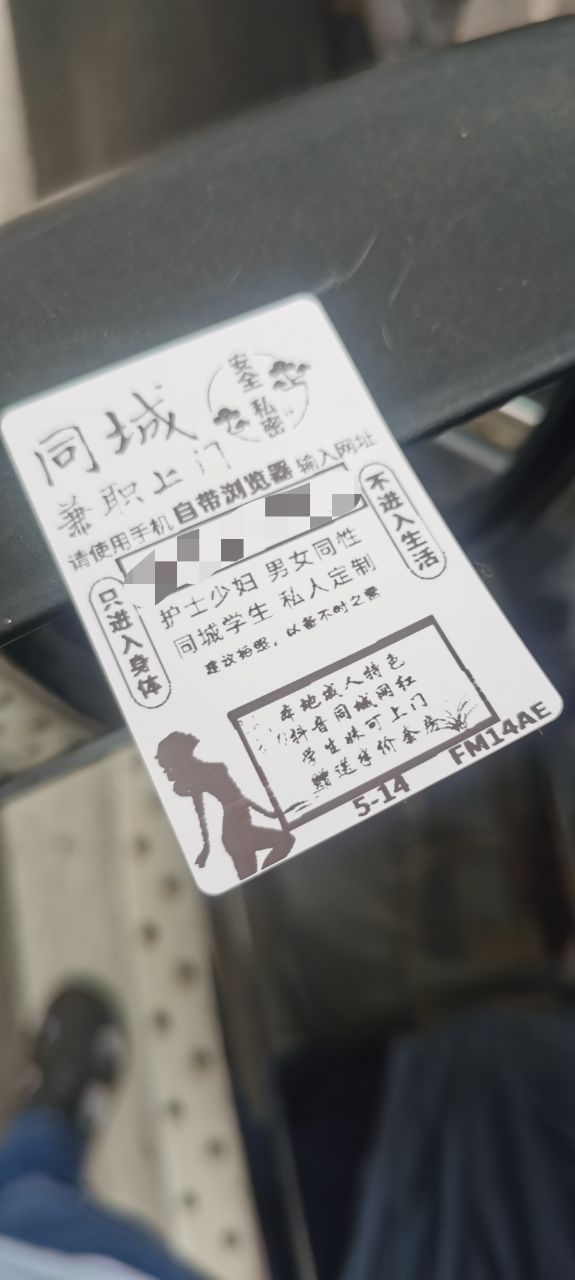 同城
安全
私密
兼职上门
请使用手机自带浏览器输入网址
不进入生活
只进入身体
护士少妇 男女同性
同城学生 私人定制
建议拍照，以备不时之需
本地成人特色
抖音同城网红
学生妹可上门
赠送半价套房
5-14
FM14AE